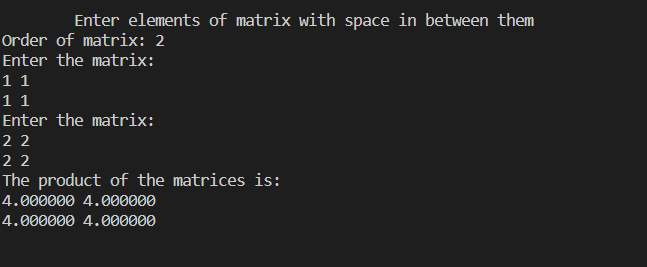 Enter elements of matrix with space in between them
Order of matrix: 2
Enter the matrix:
1 1
1 1
Enter the matrix:
2 2
2 2
The product of the matrices is:
4.000000 4.000000
4.000000 4.000000